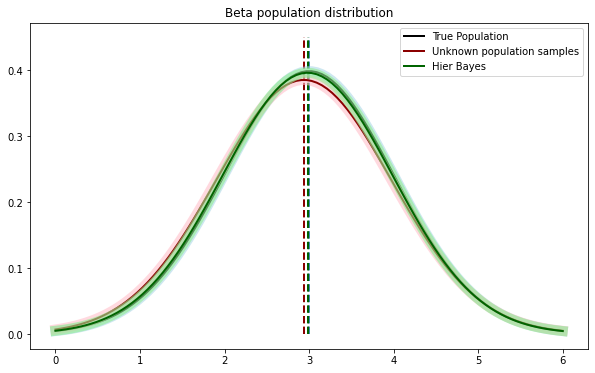 Beta population distribution
True Population
Unknown population samples
Hier Bayes
0.4
0.3
0.2
0.1
0.0
0 1 2 3 4 5 6